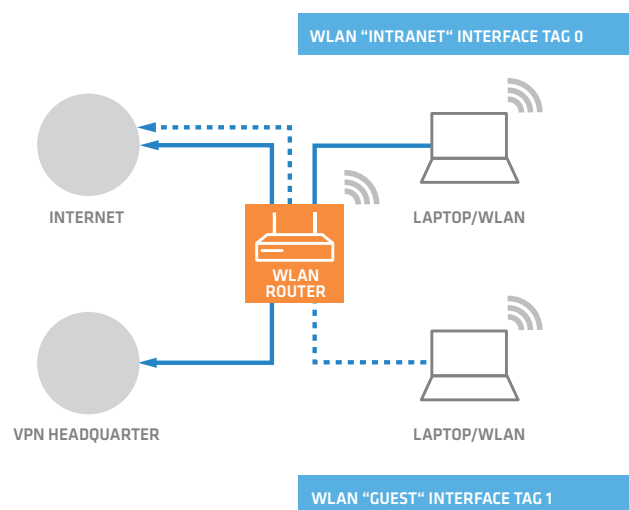 WLAN “INTRANET“ INTERFACE TAG 0
INTERNET
LAPTOP/WLAN
WLAN
ROUTER
VPN HEADQUARTER
LAPTOP/WLAN
WLAN “GUEST“ INTERFACE TAG 1